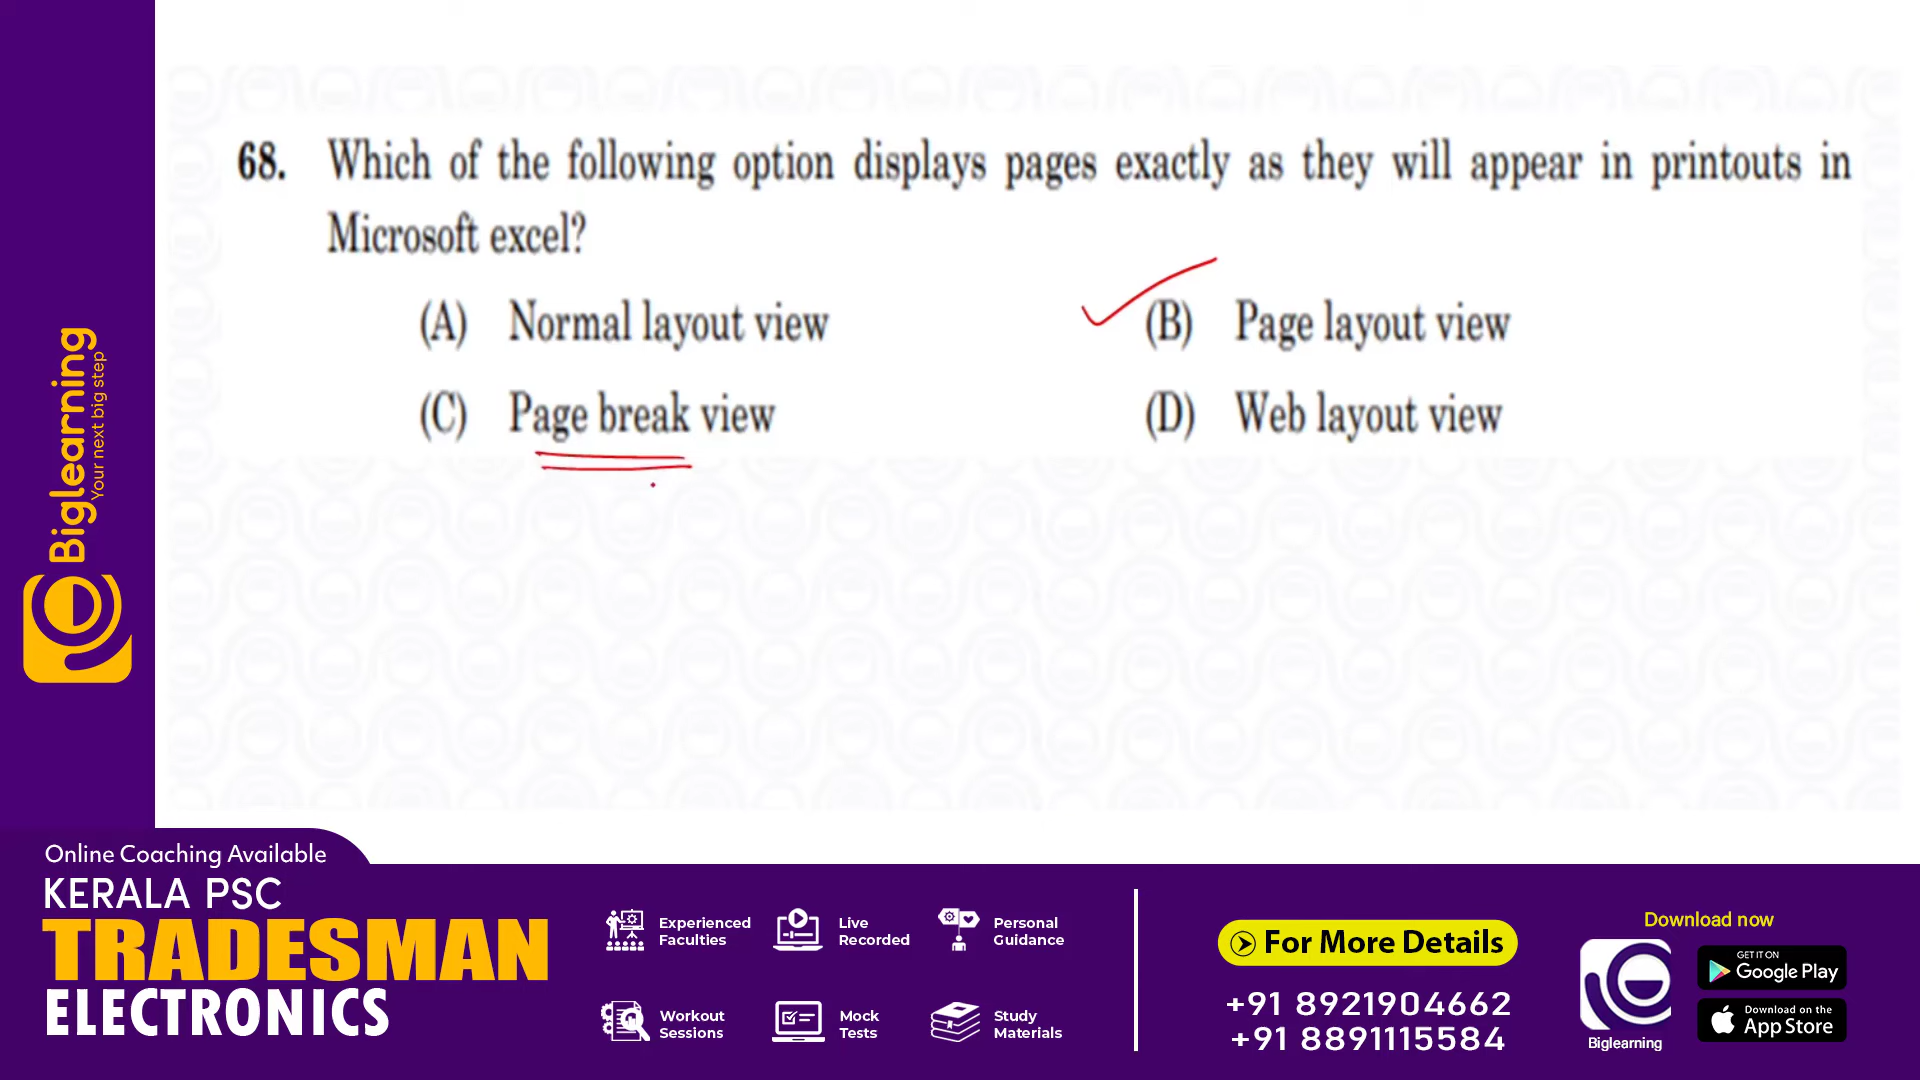 68. Which of the following option displays pages exactly as they will appear in printouts in
Microsoft excel?
(A) Normal layout view
(B) Page layout view
(C) Page break view
(D) Web layout view
Biglearning
Your next big step
Online Coaching Available
KERALA PSC
TRADESMAN
ELECTRONICS
Experienced
Faculties
Live
Recorded
Personal
Guidance
Workout
Sessions
Mock
Tests
Study
Materials
For More Details
+91 8921904662
+91 8891115584
Download now
Biglearning
GET IT ON
Google Play
Download on the
App Store